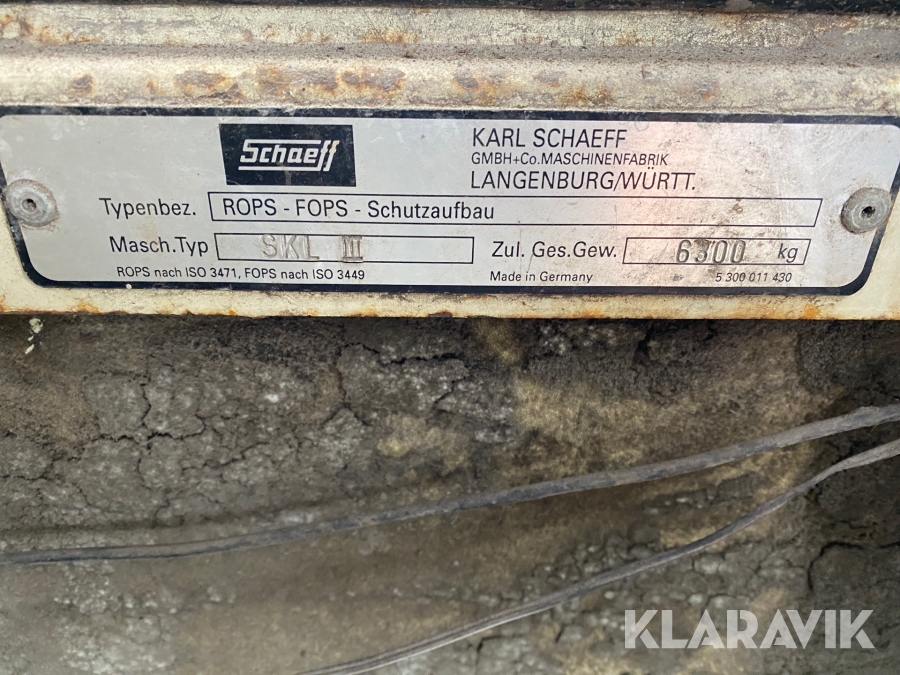 Schaeff
KARL SCHAEFF
GMBH+Co.MASCHINENFABRIK
LANGENBURG/WÜRTT.
Typenbez. ROPS - FOPS - Schutzaufbau
Masch.Typ SKL III Zul. Ges.Gew. 6300 kg
ROPS nach ISO 3471, FOPS nach ISO 3449 Made in Germany 5 300 011 430
KLARAVIK